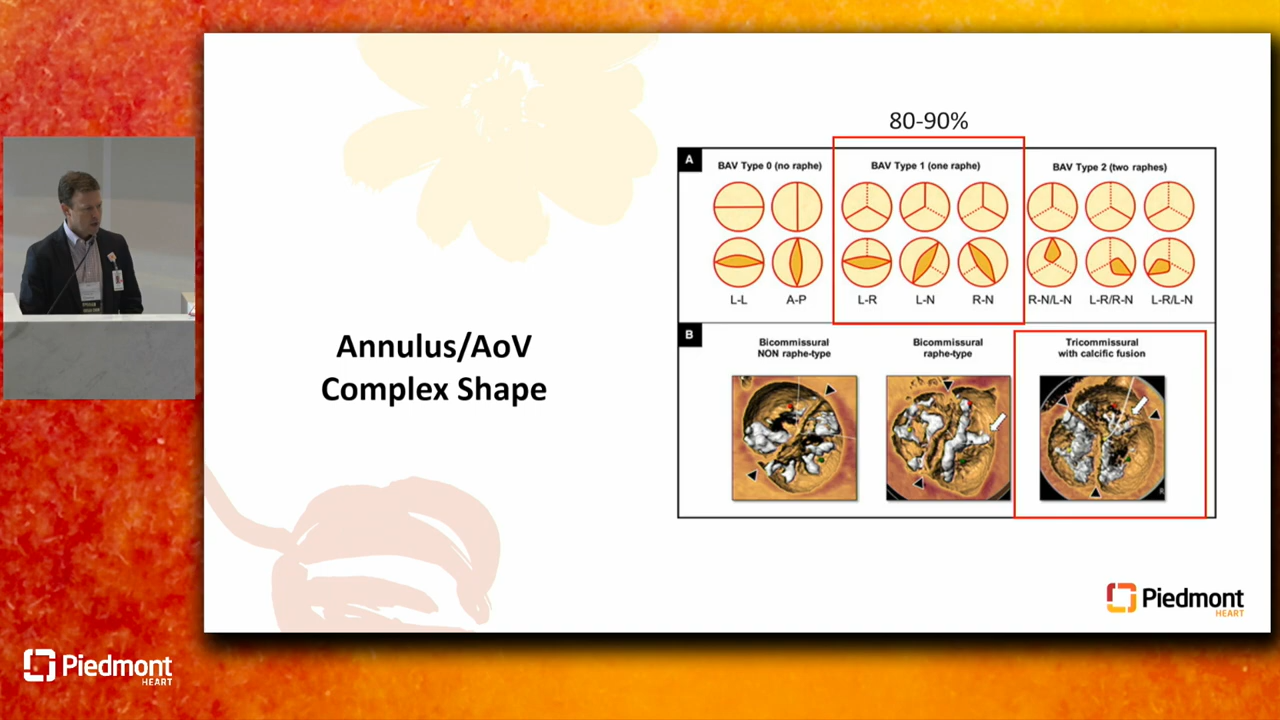 80-90%
A
BAV Type 0 (no raphe)
BAV Type 1 (one raphe)
BAV Type 2 (two raphes)
L-L
A-P
L-R
L-N
R-N
R-N/L-N
L-R/R-N
L-R/L-N
B
Bicommissural
NON raphe-type
Bicommissural
raphe-type
Tricommissural
with calcific fusion
Annulus/AoV
Complex Shape
Piedmont
HEART
Piedmont
HEART